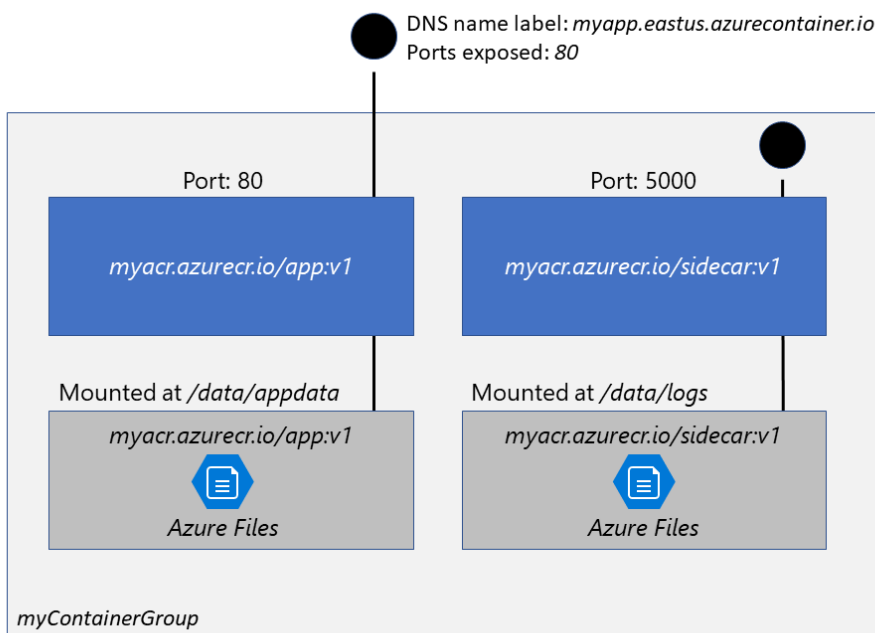 DNS name label: myapp.eastus.azurecontainer.io
Ports exposed: 80
Port: 80
myacr.azurecr.io/app:v1
Mounted at /data/appdata
myacr.azurecr.io/app:v1
Azure Files
Port: 5000
myacr.azurecr.io/sidecar:v1
Mounted at /data/logs
myacr.azurecr.io/sidecar:v1
Azure Files
myContainerGroup